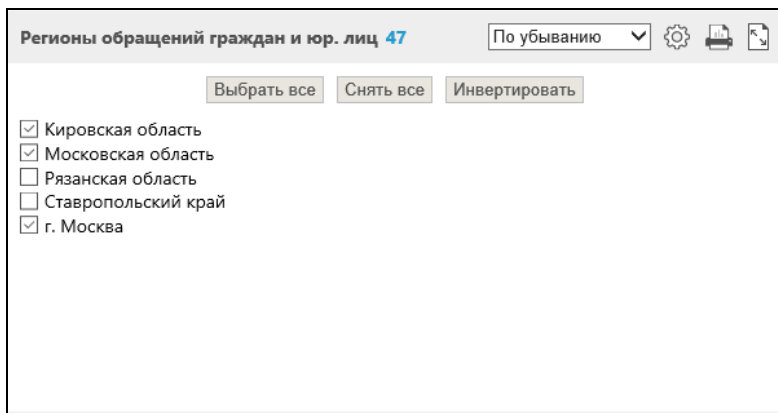 Регионы обращений граждан и юр. лиц 47 По убыванию
Выбрать все Снять все Инвертировать
Кировская область
Московская область
Рязанская область
Ставропольский край
г. Москва